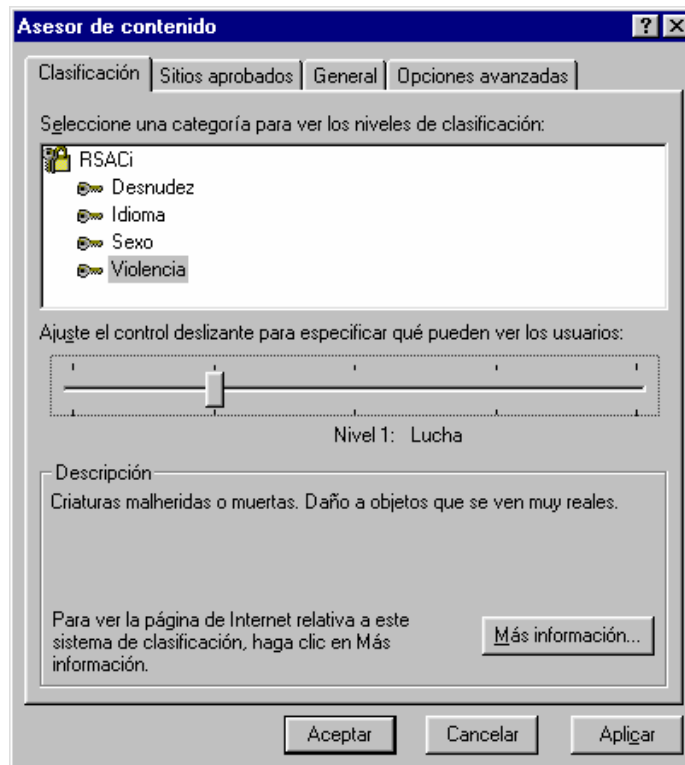 Asesor de contenido
Clasificación Sitios aprobados General Opciones avanzadas
Seleccione una categoría para ver los niveles de clasificación:
RSACi
Desnudez
Idioma
Sexo
Violencia
Ajuste el control deslizante para especificar qué pueden ver los usuarios:
Nivel 1: Lucha
Descripción
Criaturas malheridas o muertas. Daño a objetos que se ven muy reales.
Para ver la página de Internet relativa a este
sistema de clasificación, haga clic en Más
información.
Más información...
Aceptar Cancelar Aplicar